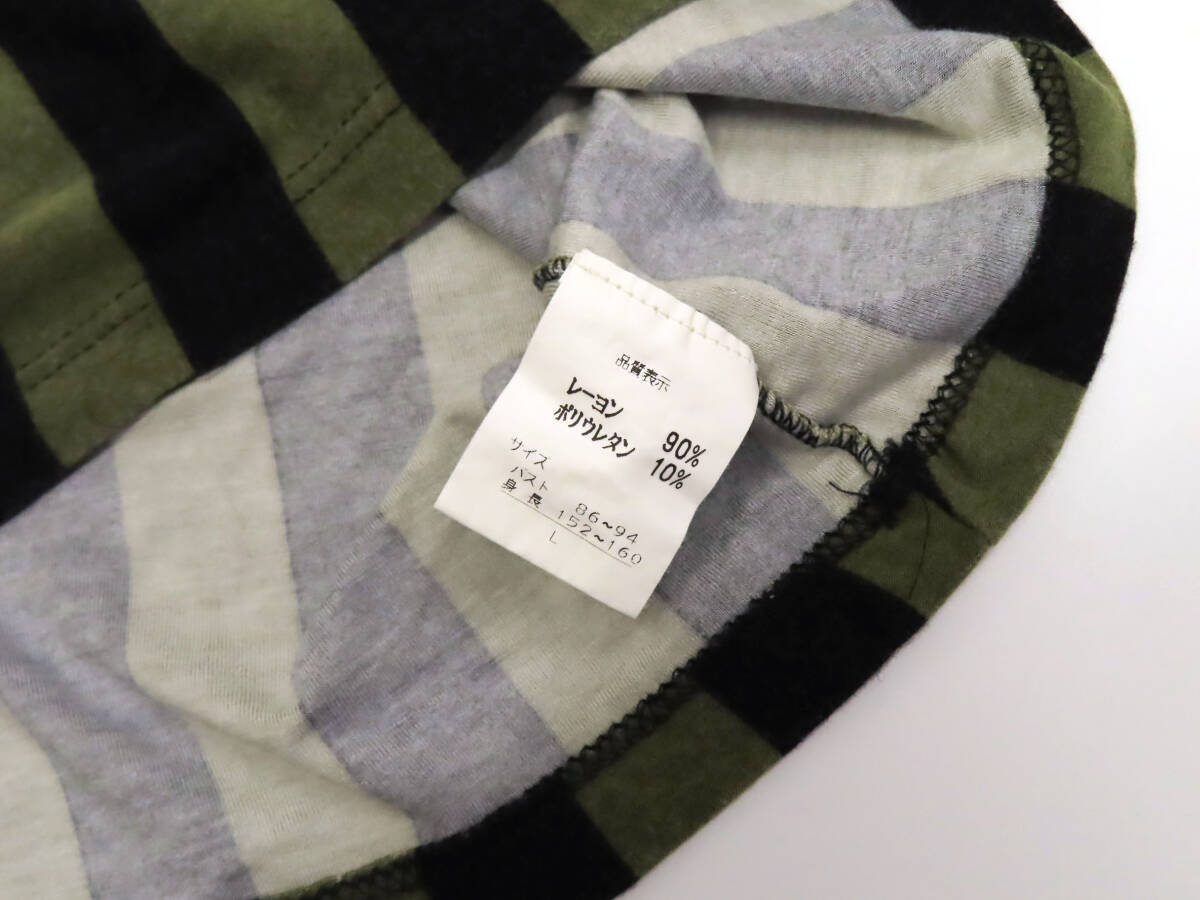 品質表示
レーヨン 90%
ポリウレタン 10%
サイズ
バスト 86~94
身長 152~160
L